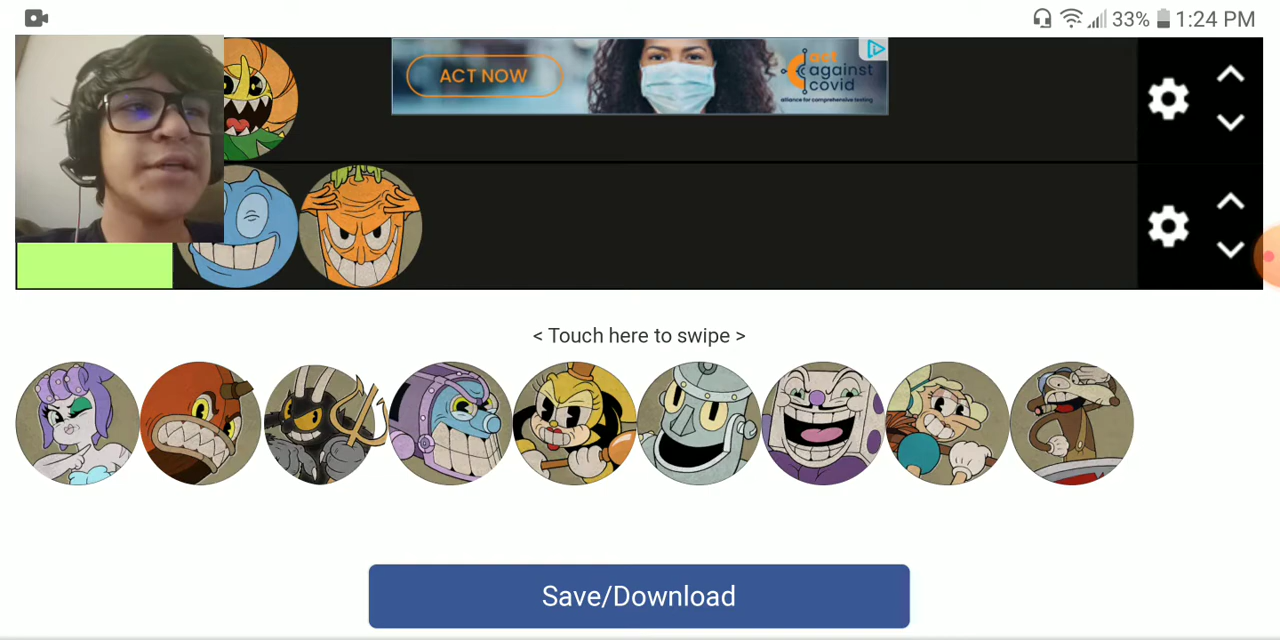 33% 1:24 PM
ACT NOW
act
against
covid
alliance for comprehensive testing
< Touch here to swipe >
Save/Download